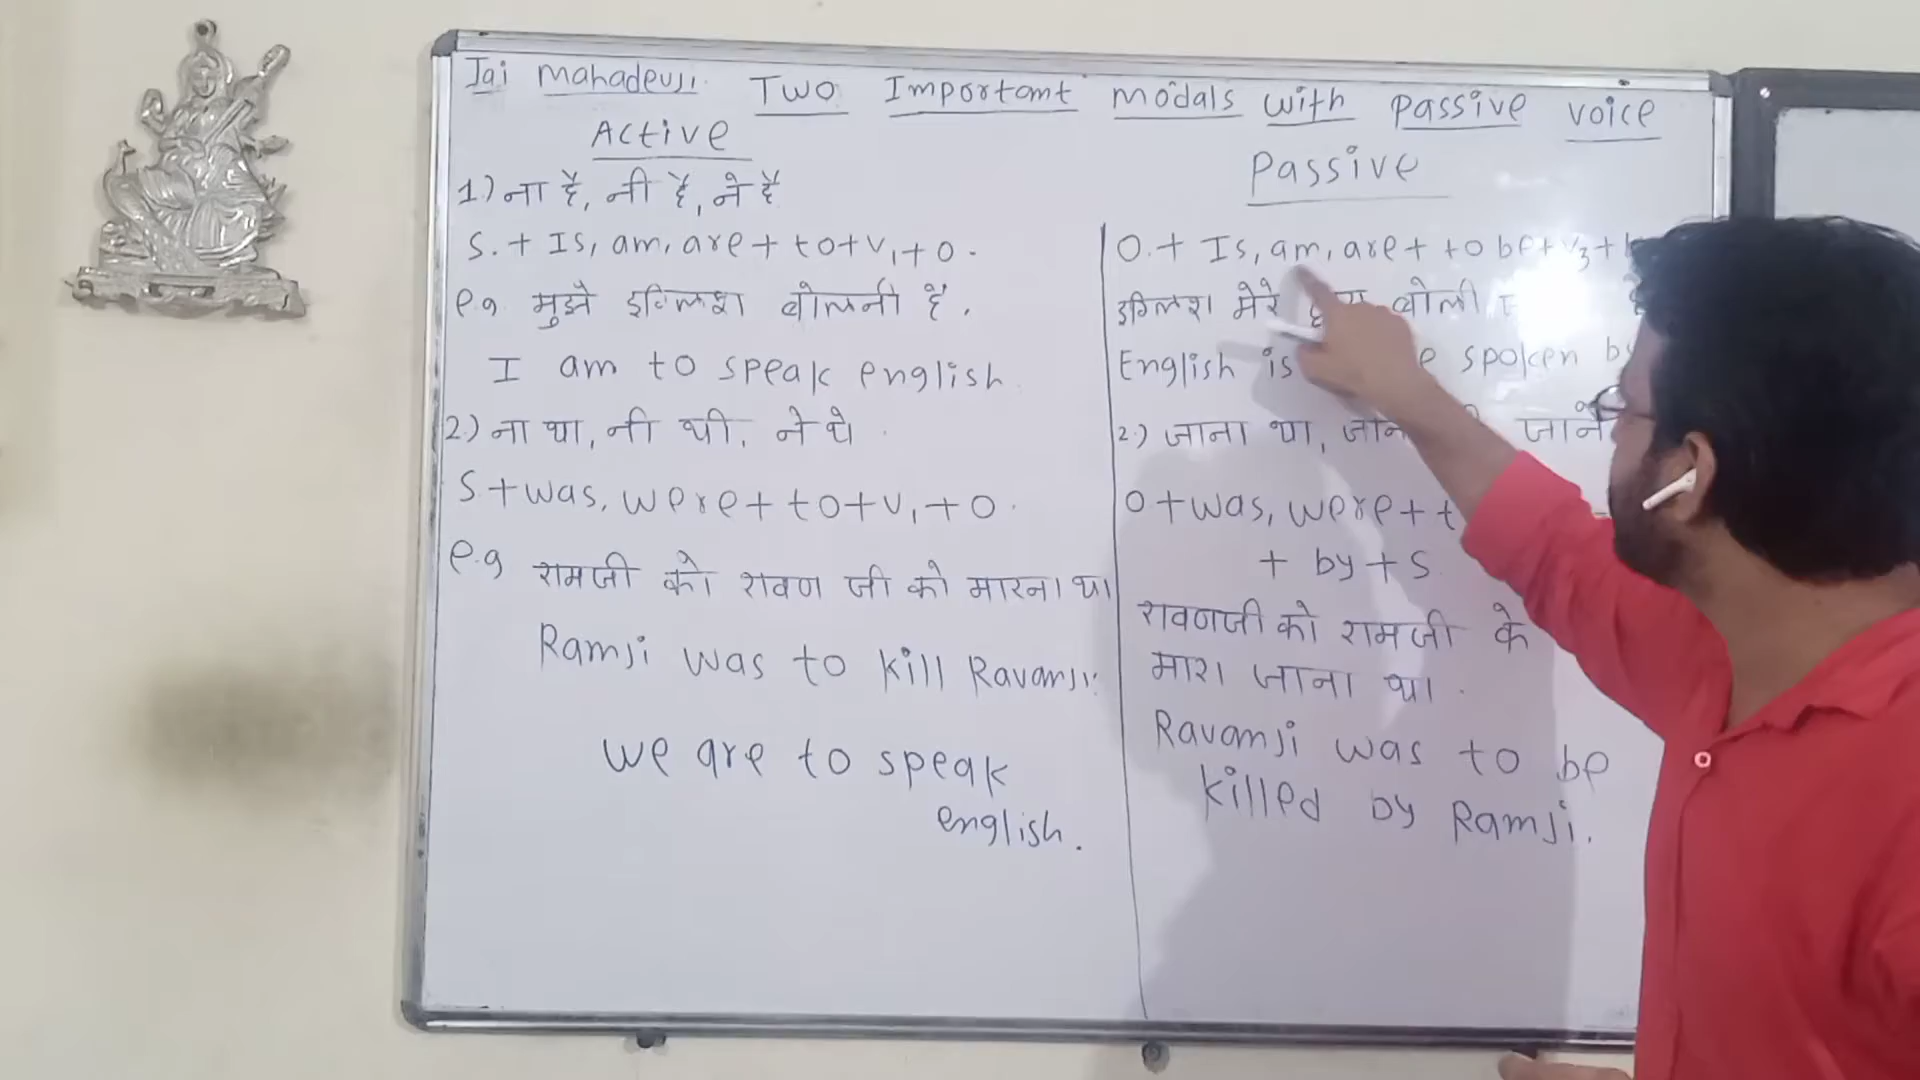 Jai mahadevji. Two Important modals with passive voice
Active
1) ना है, नी है, ने है
S. + Is, am, are + to + V1 + O.
e.g. मुझे इंग्लिश बोलनी है.
I am to speak english.
2.) ना था, नी थी, ने थे
S + was, were + to + V1 + O.
e.g रामजी को रावण जी को मारना था।
Ramji was to kill Ravanji.
we are to speak
english.
Passive
O. + Is, am, are + to be + V3 +
इंग्लिश मेरे बोली
English is spoken by
2.) जाना था, जाने
O + was, were +
+ by + S.
रावणजी को रामजी के
मारा जाना था।
Ravanji was to be
killed by Ramji.